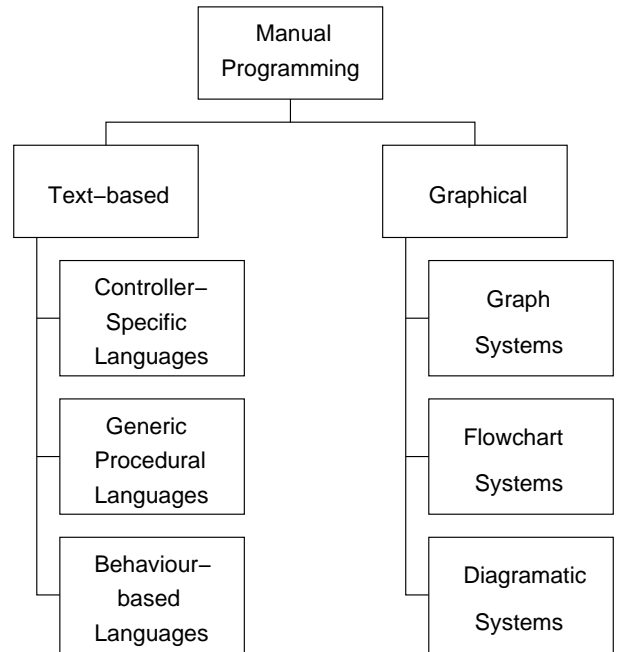 Manual
Programming
Text−based
Graphical
Controller−
Specific
Languages
Generic
Procedural
Languages
Behaviour−
based
Languages
Graph
Systems
Flowchart
Systems
Diagramatic
Systems